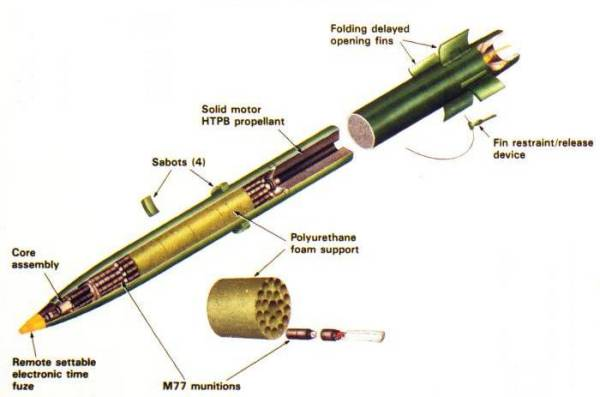 Folding delayed
opening fins
Solid motor
HTPB propellant
Fin restraint/release
device
Sabots (4)
Polyurethane
foam support
Core
assembly
Remote settable
electronic time
fuze
M77 munitions